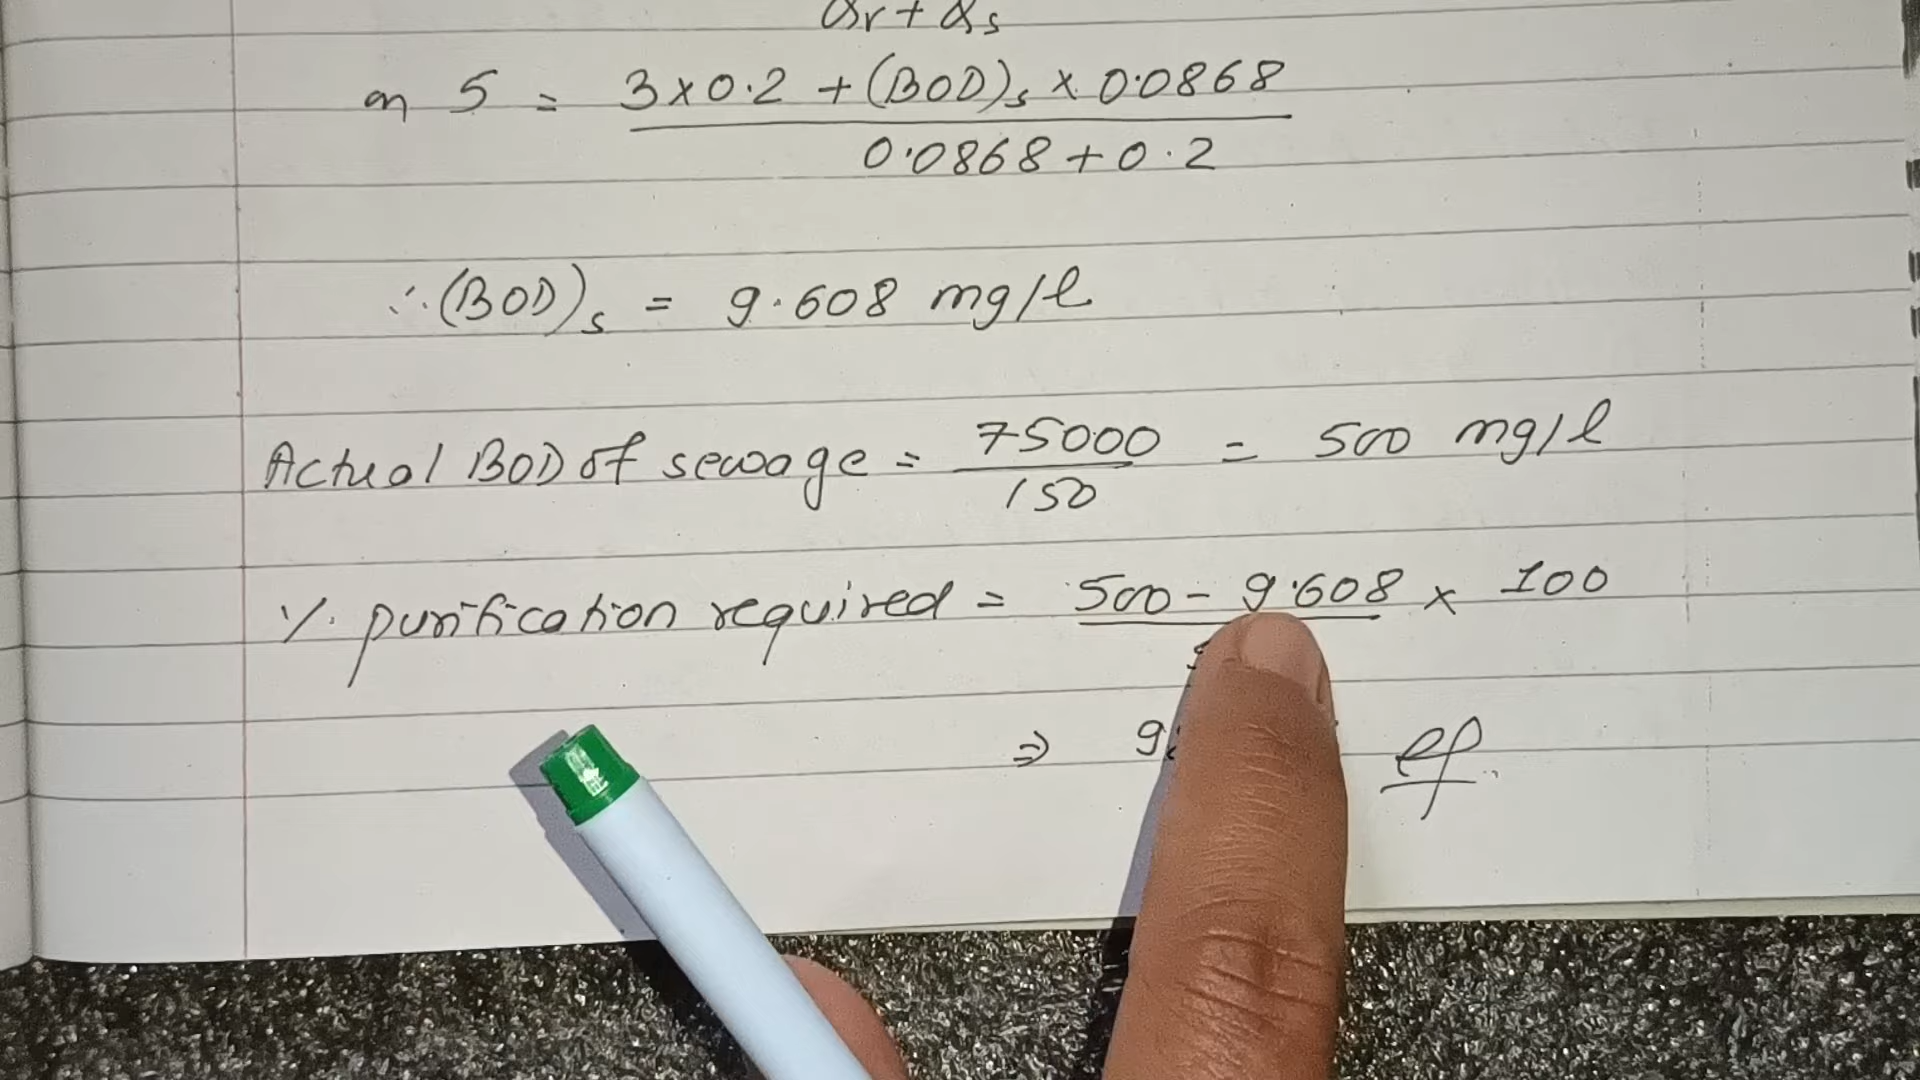 Qr + Qs
or 5 = 3 x 0.2 + (BOD)s x 0.0868
0.0868 + 0.2
∴ (BOD)s = 9.608 mg/l
Actual BOD of sewage = 75000 = 500 mg/l
150
% purification required = 500 - 9.608 x 100
⇒